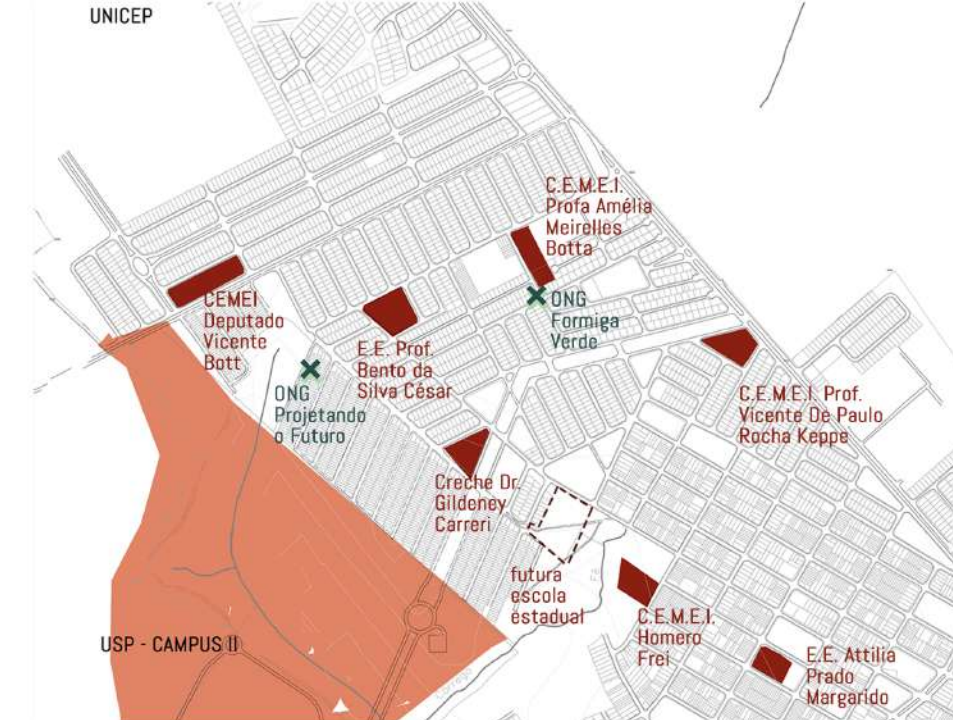 UNICEP
C.E.M.E.I.
Profa Amélia
Meirelles
Botta
CEMEI
Deputado
Vicente
Bott
ONG
Formiga
Verde
E.E. Prof.
Bento da
Silva César
ONG
Projetando
o Futuro
C.E.M.E.I. Prof.
Vicente De Paulo
Rocha Keppe
Creche Dr.
Gildeney
Carreri
futura
escola
estadual
C.E.M.E.I.
Homero
Frei
USP - CAMPUS II
E.E. Attilia
Prado
Margarido